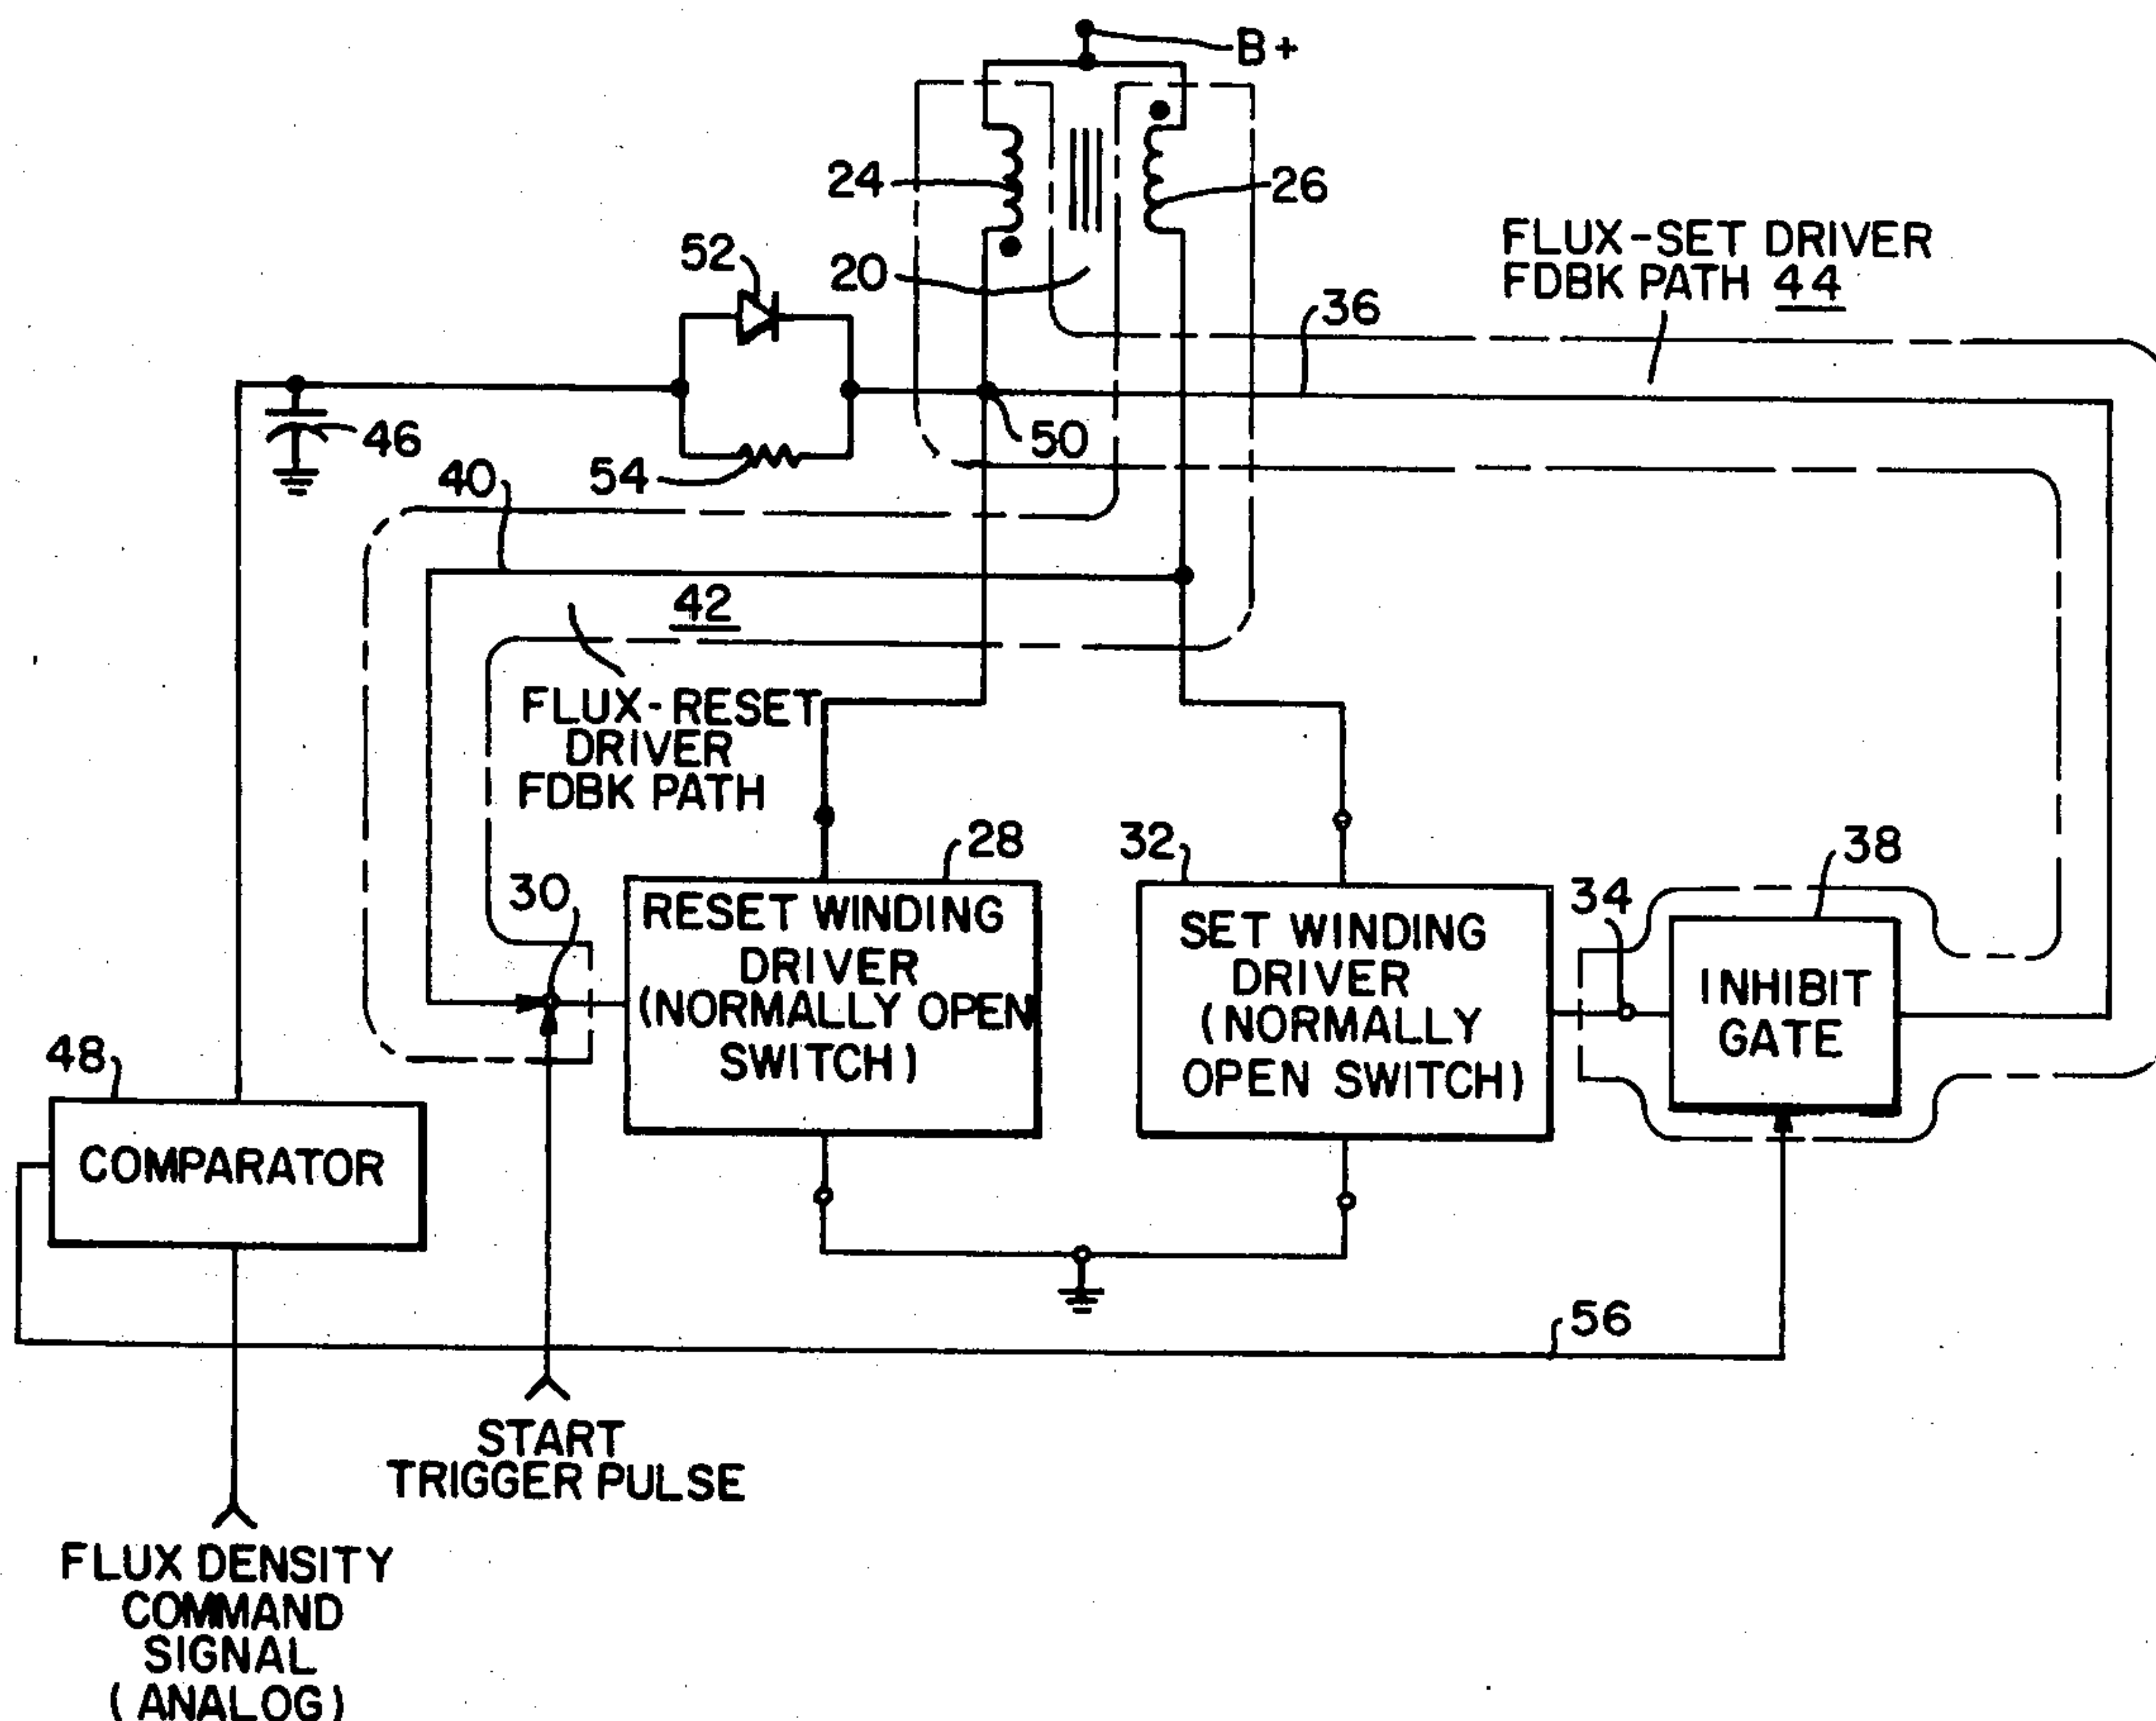 B+
24
26
52
20
FLUX-SET DRIVER
FDBK PATH 44
36
46
50
54
40
42
FLUX-RESET
DRIVER
FDBK PATH
28
32
38
30
34
RESET WINDING
DRIVER
(NORMALLY OPEN
SWITCH)
SET WINDING
DRIVER
(NORMALLY
OPEN SWITCH)
INHIBIT
GATE
48
COMPARATOR
56
START
TRIGGER PULSE
FLUX DENSITY
COMMAND
SIGNAL
(ANALOG)